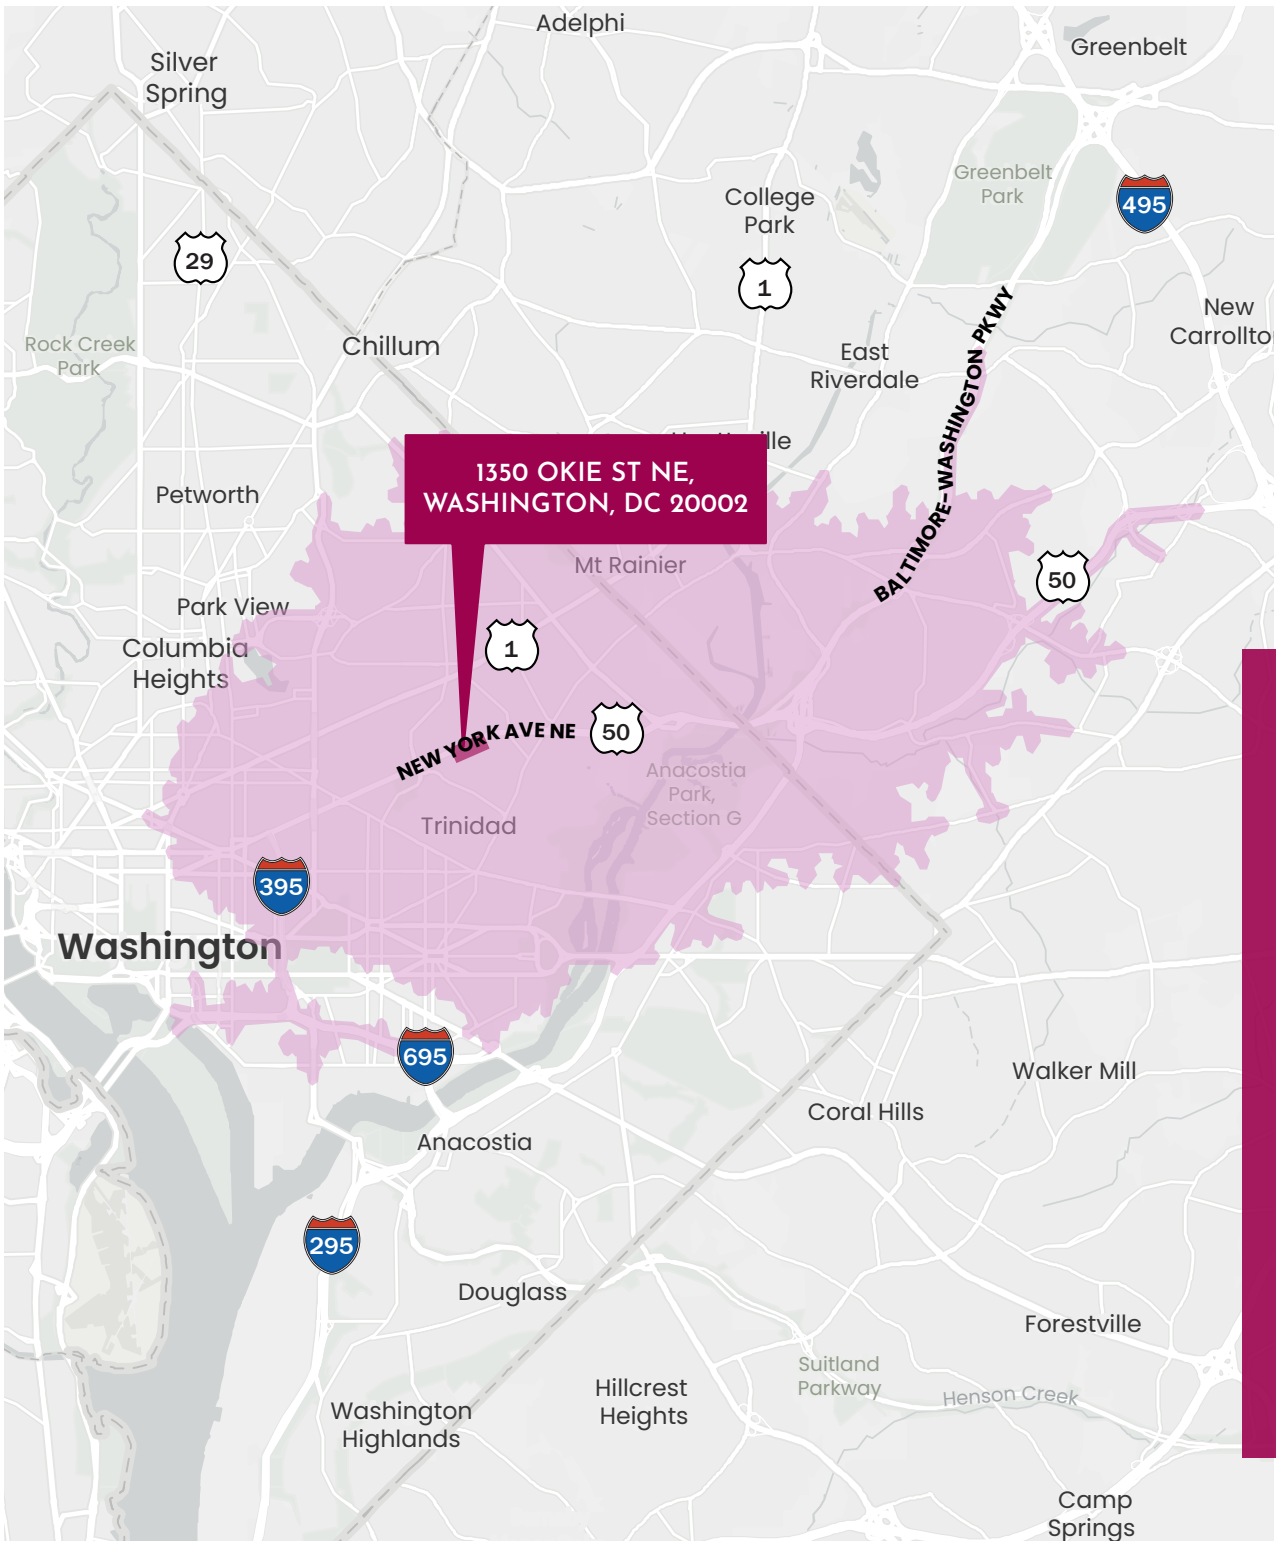 Adelphi
Greenbelt
Silver
Spring
Greenbelt
Park
495
College
Park
29
1
New
BALTIMORE-WASHINGTON PKWY
Rock Creek
Park
Chillum
East
Riverdale
1350 OKIE ST NE,
WASHINGTON, DC 20002
Petworth
Mt Rainier
50
Park View
Columbia
Heights
1
NEW YORK AVE NE
50
Anacostia
Park,
Section G
Trinidad
395
Washington
695
Walker Mill
Coral Hills
Anacostia
295
Douglass
Forestville
Suitland
Parkway
Hillcrest
Heights
Henson Creek
Washington
Highlands
Camp
Springs